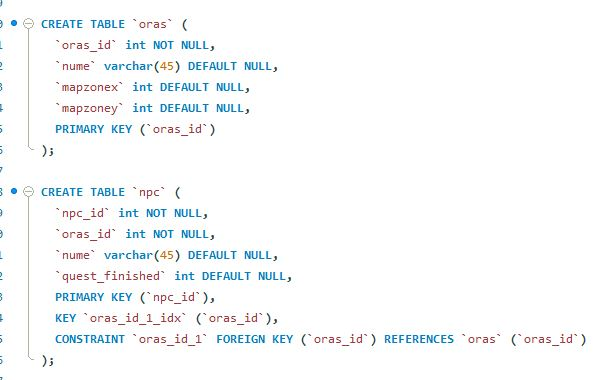 CREATE TABLE `oras` (
`oras_id` int NOT NULL,
`nume` varchar(45) DEFAULT NULL,
`mapzonex` int DEFAULT NULL,
`mapzoney` int DEFAULT NULL,
PRIMARY KEY (`oras_id`)
);
CREATE TABLE `npc` (
`npc_id` int NOT NULL,
`oras_id` int NOT NULL,
`nume` varchar(45) DEFAULT NULL,
`quest_finished` int DEFAULT NULL,
PRIMARY KEY (`npc_id`),
KEY `oras_id_1_idx` (`oras_id`),
CONSTRAINT `oras_id_1` FOREIGN KEY (`oras_id`) REFERENCES `oras` (`oras_id`)
);